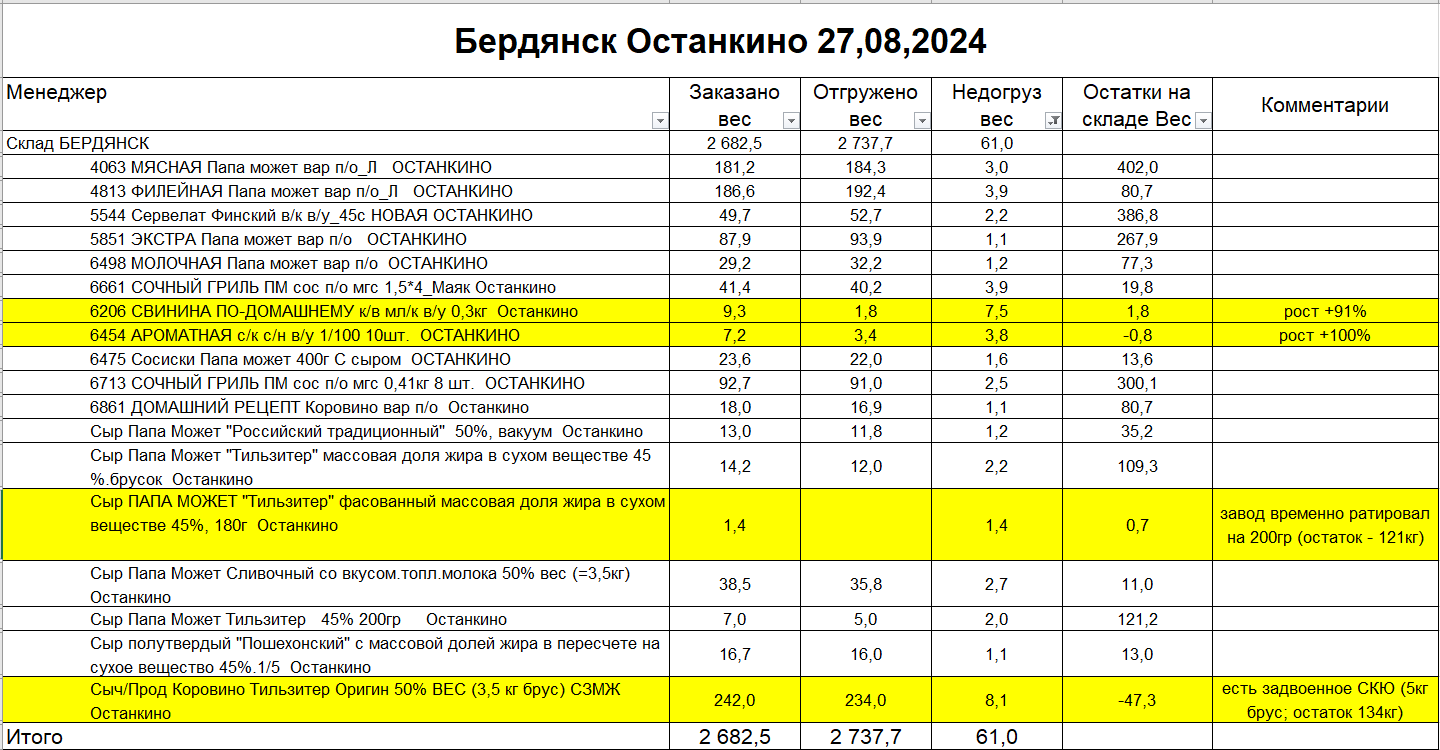 Бердянск Останкино 27,08,2024
Менеджер Заказано вес Отгружено вес Недогруз вес Остатки на складе Вес Комментарии
Склад БЕРДЯНСК 2 682,5 2 737,7 61,0
4063 МЯСНАЯ Папа может вар п/о_Л ОСТАНКИНО 181,2 184,3 3,0 402,0
4813 ФИЛЕЙНАЯ Папа может вар п/о_Л ОСТАНКИНО 186,6 192,4 3,9 80,7
5544 Сервелат Финский в/к в/у_45с НОВАЯ ОСТАНКИНО 49,7 52,7 2,2 386,8
5851 ЭКСТРА Папа может вар п/о ОСТАНКИНО 87,9 93,9 1,1 267,9
6498 МОЛОЧНАЯ Папа может вар п/о ОСТАНКИНО 29,2 32,2 1,2 77,3
6661 СОЧНЫЙ ГРИЛЬ ПМ сос п/о мгс 1,5*4_Маяк Останкино 41,4 40,2 3,9 19,8
6206 СВИНИНА ПО-ДОМАШНЕМУ к/в мл/к в/у 0,3кг Останкино 9,3 1,8 7,5 1,8 рост +91%
6454 АРОМАТНАЯ с/к с/н в/у 1/100 10шт. ОСТАНКИНО 7,2 3,4 3,8 -0,8 рост +100%
6475 Сосиски Папа может 400г С сыром ОСТАНКИНО 23,6 22,0 1,6 13,6
6713 СОЧНЫЙ ГРИЛЬ ПМ сос п/о мгс 0,41кг 8 шт. ОСТАНКИНО 92,7 91,0 2,5 300,1
6861 ДОМАШНИЙ РЕЦЕПТ Коровино вар п/о Останкино 18,0 16,9 1,1 80,7
Сыр Папа Может "Российский традиционный" 50%, вакуум Останкино 13,0 11,8 1,2 35,2
Сыр Папа Может "Тильзитер" массовая доля жира в сухом веществе 45
%.брусок Останкино 14,2 12,0 2,2 109,3
Сыр ПАПА МОЖЕТ "Тильзитер" фасованный массовая доля жира в сухом
веществе 45%, 180г Останкино 1,4 1,4 0,7 завод временно ратировал
на 200гр (остаток - 121кг)
Сыр Папа Может Сливочный со вкусом.топл.молока 50% вес (=3,5кг)
Останкино 38,5 35,8 2,7 11,0
Сыр Папа Может Тильзитер 45% 200гр Останкино 7,0 5,0 2,0 121,2
Сыр полутвердый "Пошехонский" с массовой долей жира в пересчете на
сухое вещество 45%.1/5 Останкино 16,7 16,0 1,1 13,0
Сыч/Прод Коровино Тильзитер Оригин 50% ВЕС (3,5 кг брус) СЗМЖ
Останкино 242,0 234,0 8,1 -47,3 есть задвоенное СКЮ (5кг
брус; остаток 134кг)
Итого 2 682,5 2 737,7 61,0